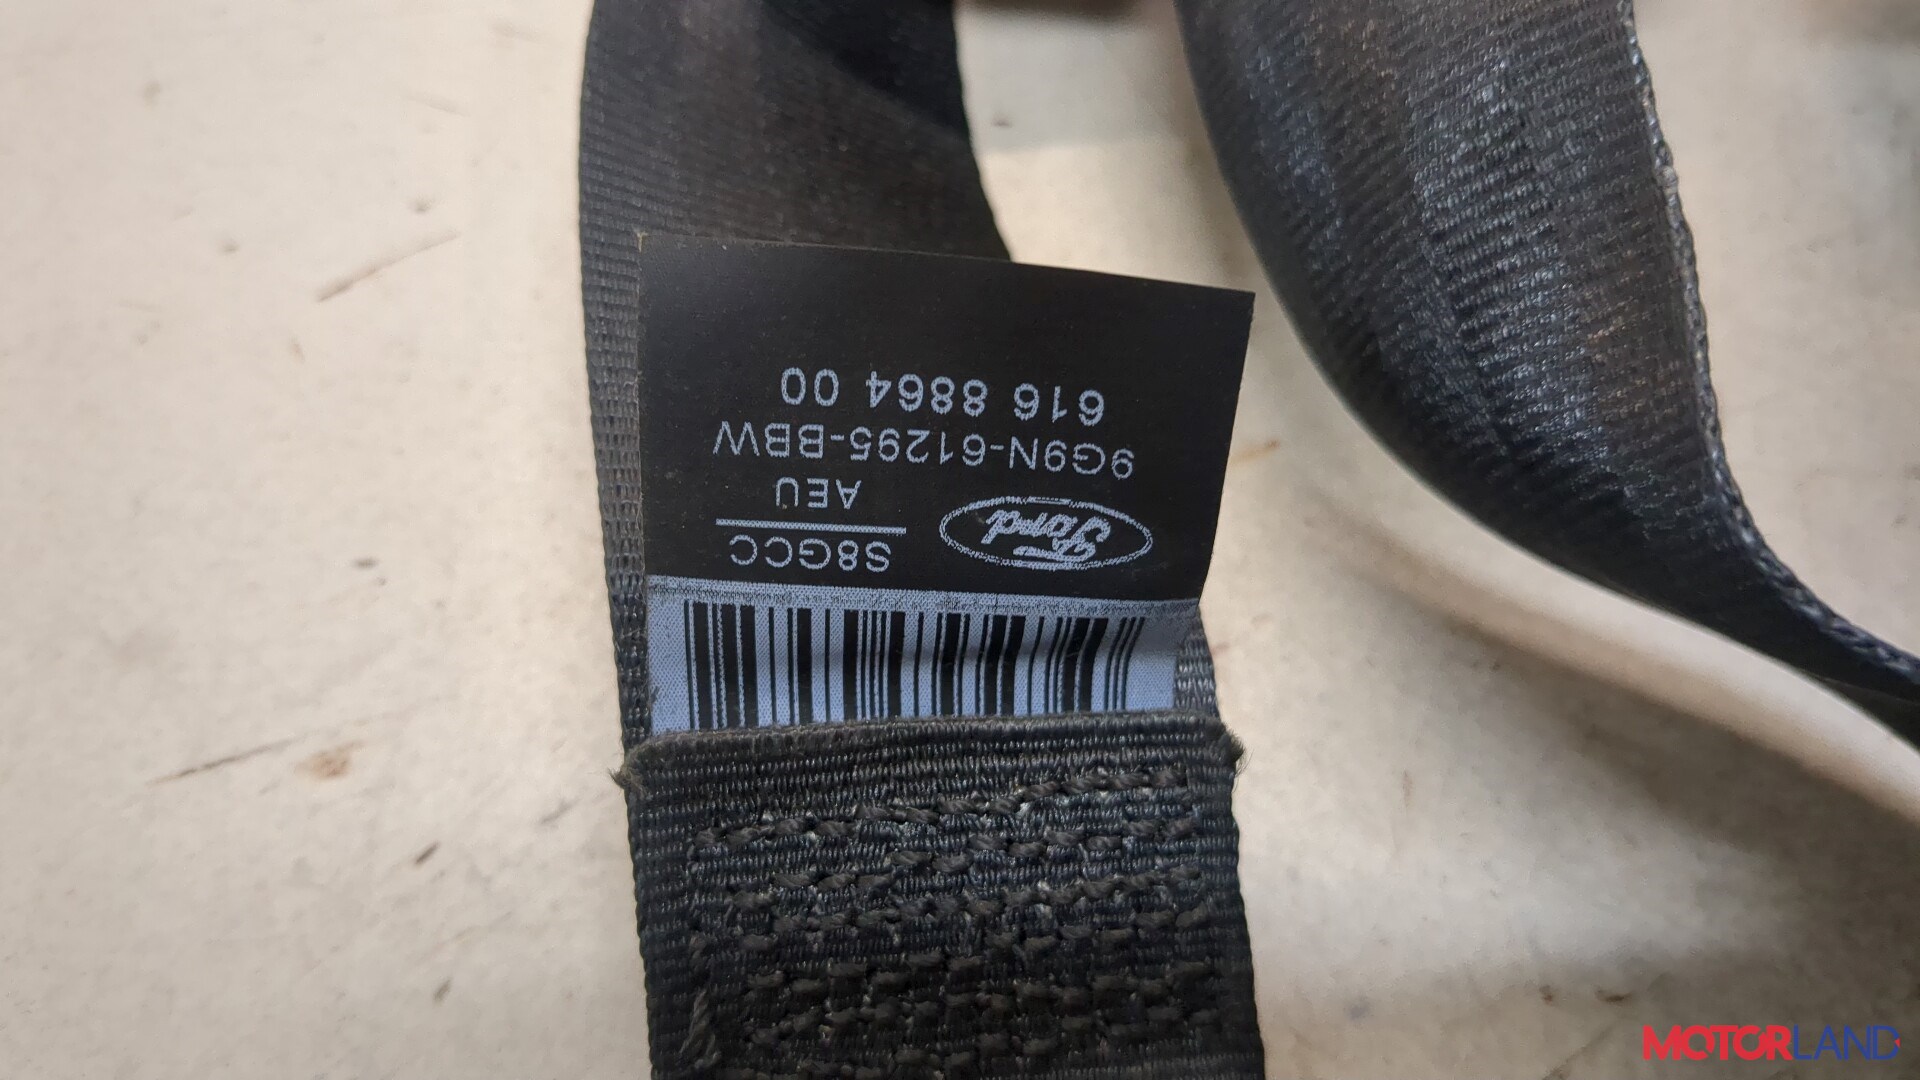 S8GCC
AEU
Ford
9G9N-61295-BBW
616 8864 00
MOTORLAND